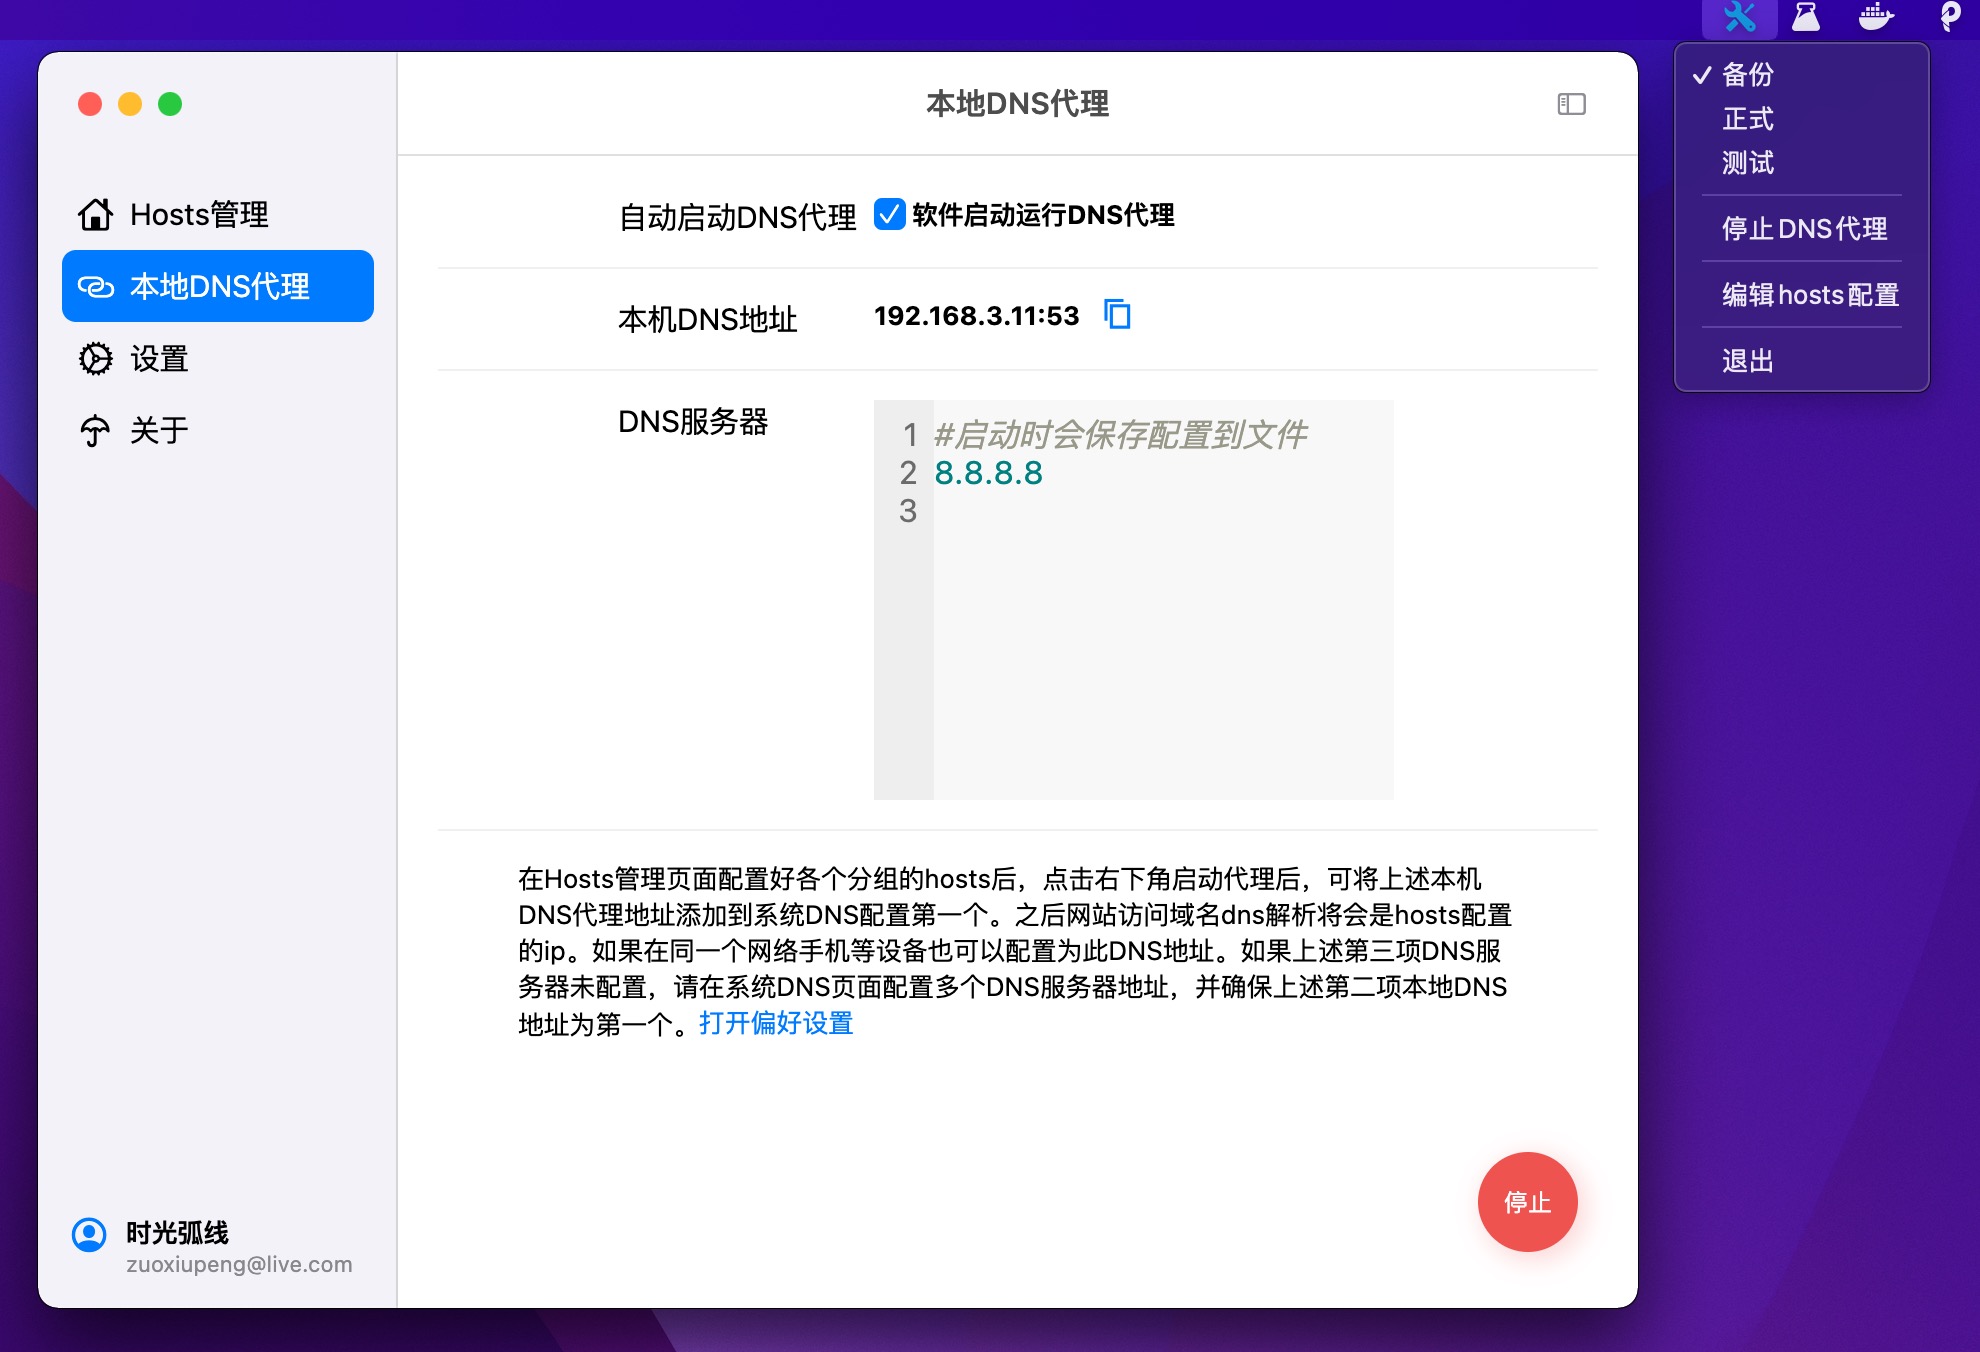 备份
正式
测试
停止DNS代理
编辑hosts配置
退出
本地DNS代理
Hosts管理
本地DNS代理
设置
关于
自动启动DNS代理 软件启动运行DNS代理
本机DNS地址 192.168.3.11:53
DNS服务器
1 #启动时会保存配置到文件
2 8.8.8.8
3
在Hosts管理页面配置好各个分组的hosts后，点击右下角启动代理后，可将上述本机
DNS代理地址添加到系统DNS配置第一个。之后网站访问域名dns解析将会是hosts配置
的ip。如果在同一个网络手机等设备也可以配置为此DNS地址。如果上述第三项DNS服
务器未配置，请在系统DNS页面配置多个DNS服务器地址，并确保上述第二项本地DNS
地址为第一个。打开偏好设置
停止
时光弧线
zuoxiupeng@live.com